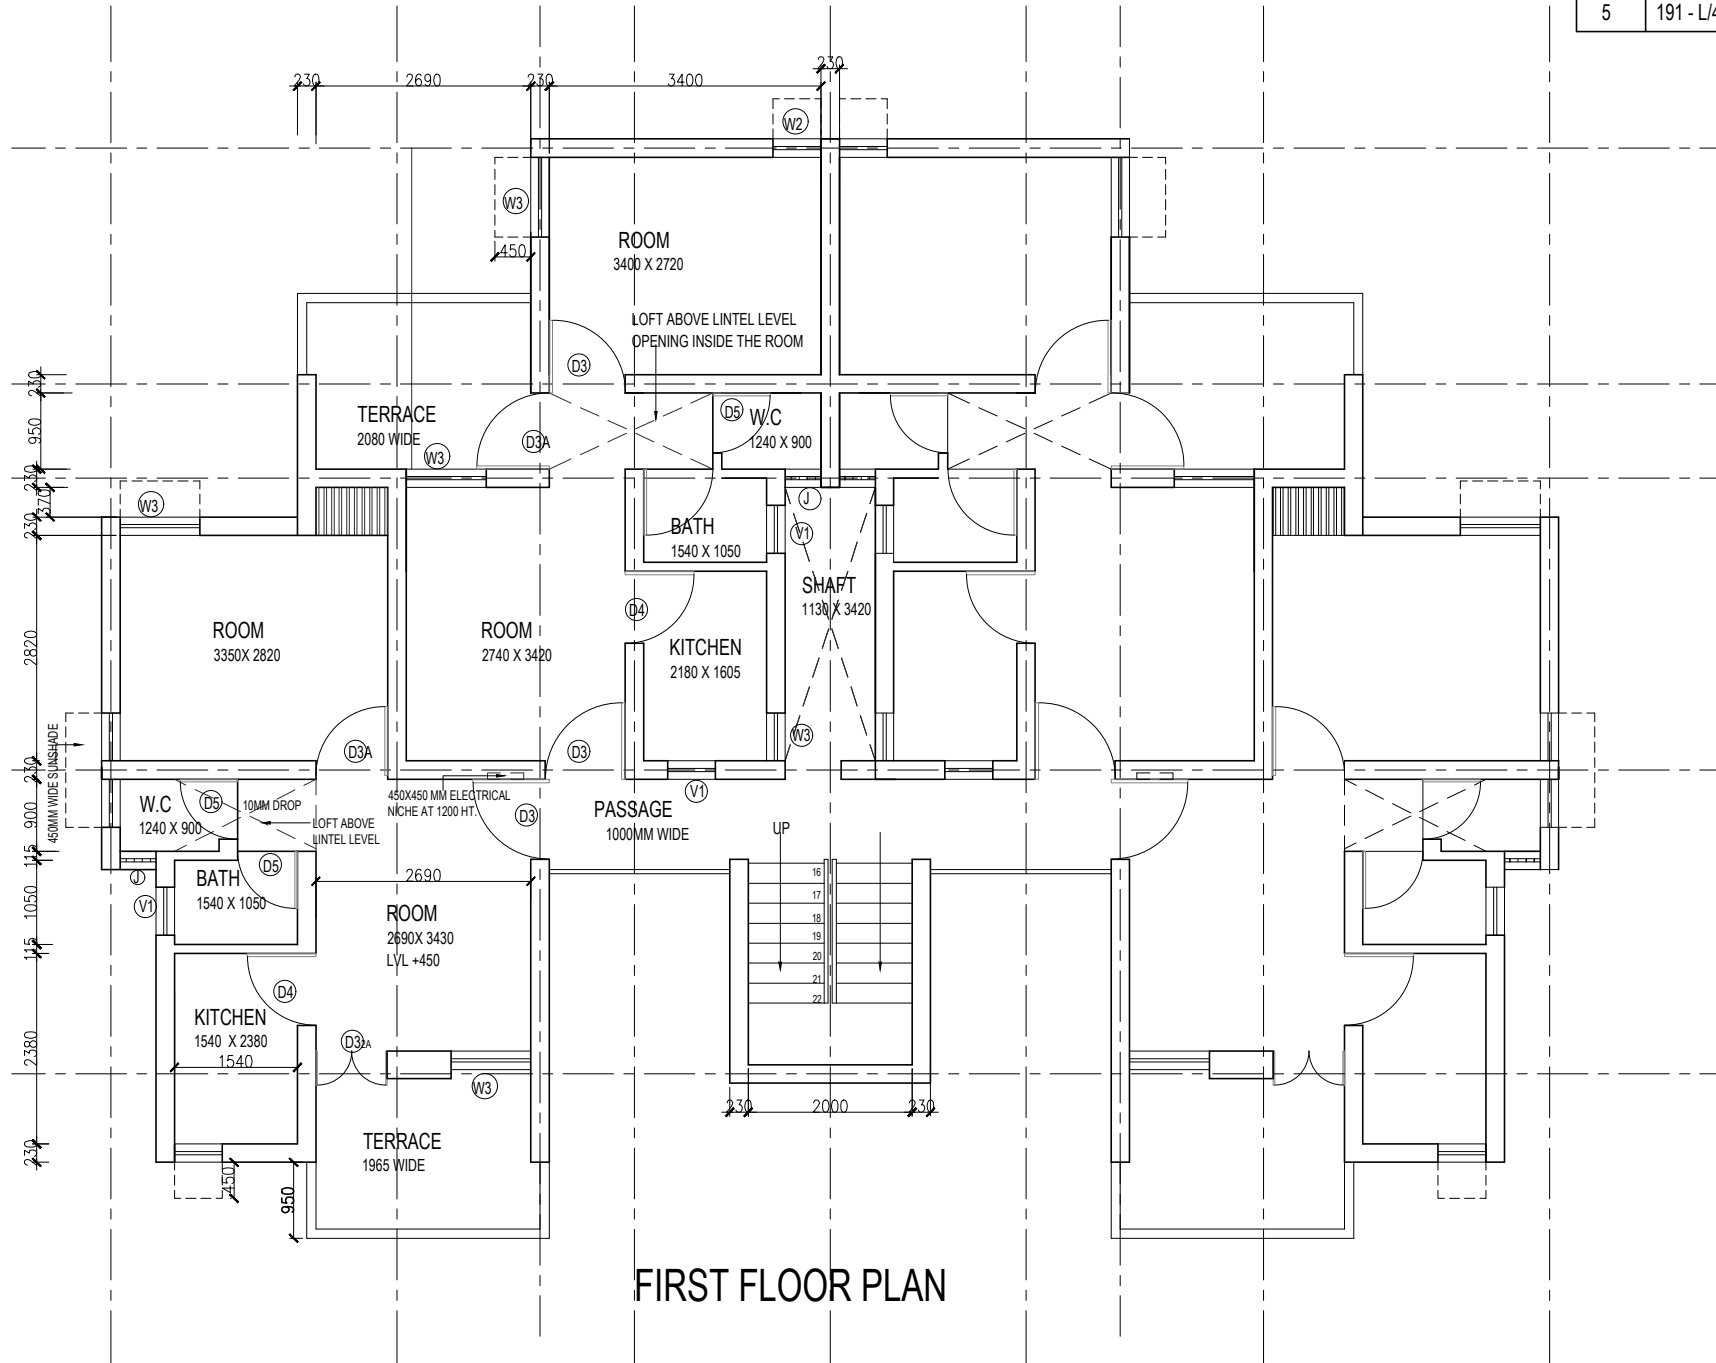 5 191 - L/4
230 2690 230 3400 230
W2
W3
450
ROOM
3400 X 2720
LOFT ABOVE LINTEL LEVEL
OPENING INSIDE THE ROOM
D3
230
950
230
370
230
2820
230
900
115
1050
115
2380
230
TERRACE
2080 WIDE
W3
D3A
D5
W.C
1240 X 900
W3
J
V1
BATH
1540 X 1050
SHAFT
1130 X 3420
D4
ROOM
3350X 2820
ROOM
2740 X 3420
KITCHEN
2180 X 1605
W3
450MM WIDE SUNSHADE
D3A
D3
V1
W.C
1240 X 900
D5
10MM DROP
LOFT ABOVE
LINTEL LEVEL
450X450 MM ELECTRICAL
NICHE AT 1200 HT.
D3
PASSAGE
1000MM WIDE
UP
16
17
18
19
20
21
22
J
V1
BATH
1540 X 1050
D5
2690
ROOM
2690X 3430
LVL +450
D4
KITCHEN
1540 X 2380
1540
D32A
W3
230 2000 230
TERRACE
1965 WIDE
450
950
FIRST FLOOR PLAN